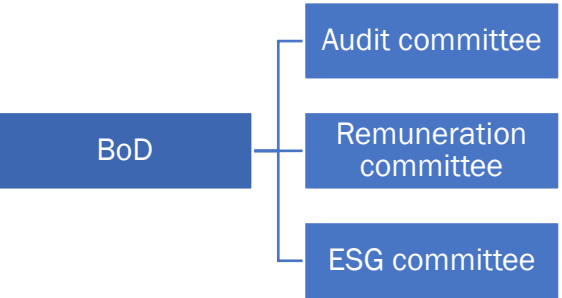 Audit committee
BoD
Remuneration
committee
ESG committee